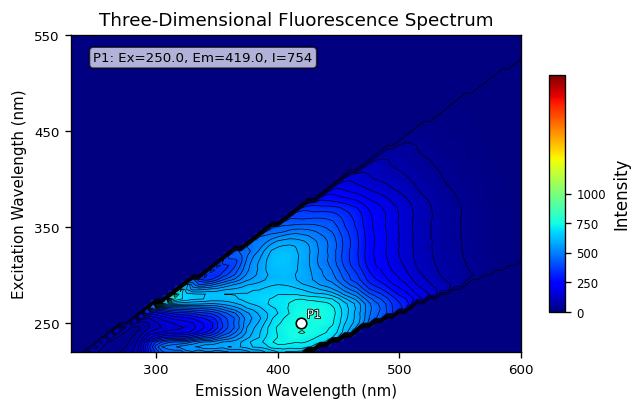 Three-Dimensional Fluorescence Spectrum
P1: Ex=250.0, Em=419.0, I=754
550
450
350
250
Excitation Wavelength (nm)
P1
300
400
500
600
Emission Wavelength (nm)
1000
750
500
250
0
Intensity